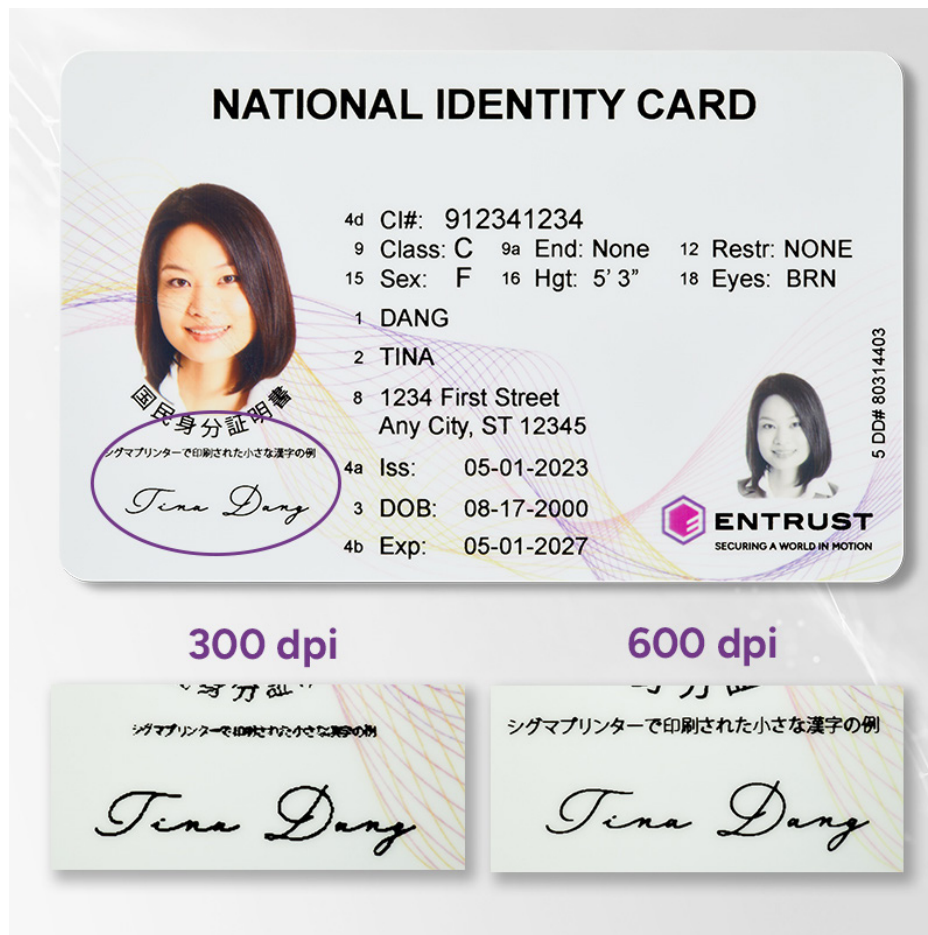 NATIONAL IDENTITY CARD
4d CI#: 912341234
9 Class: C 9a End: None 12 Restr: NONE
15 Sex: F 16 Hgt: 5' 3” 18 Eyes: BRN
1 DANG
2 TINA
8 1234 First Street
Any City, ST 12345
4a Iss: 05-01-2023
3 DOB: 08-17-2000
4b Exp: 05-01-2027
国民身分証明書
シグマプリンターで印刷された小さな漢字の例
Tina Dang
5 DD# 80314403
ENTRUST
SECURING A WORLD IN MOTION
300 dpi
身分証
シグマプリンターで印刷された小さな漢字の例
Tina Dang
600 dpi
身分証
シグマプリンターで印刷された小さな漢字の例
Tina Dang